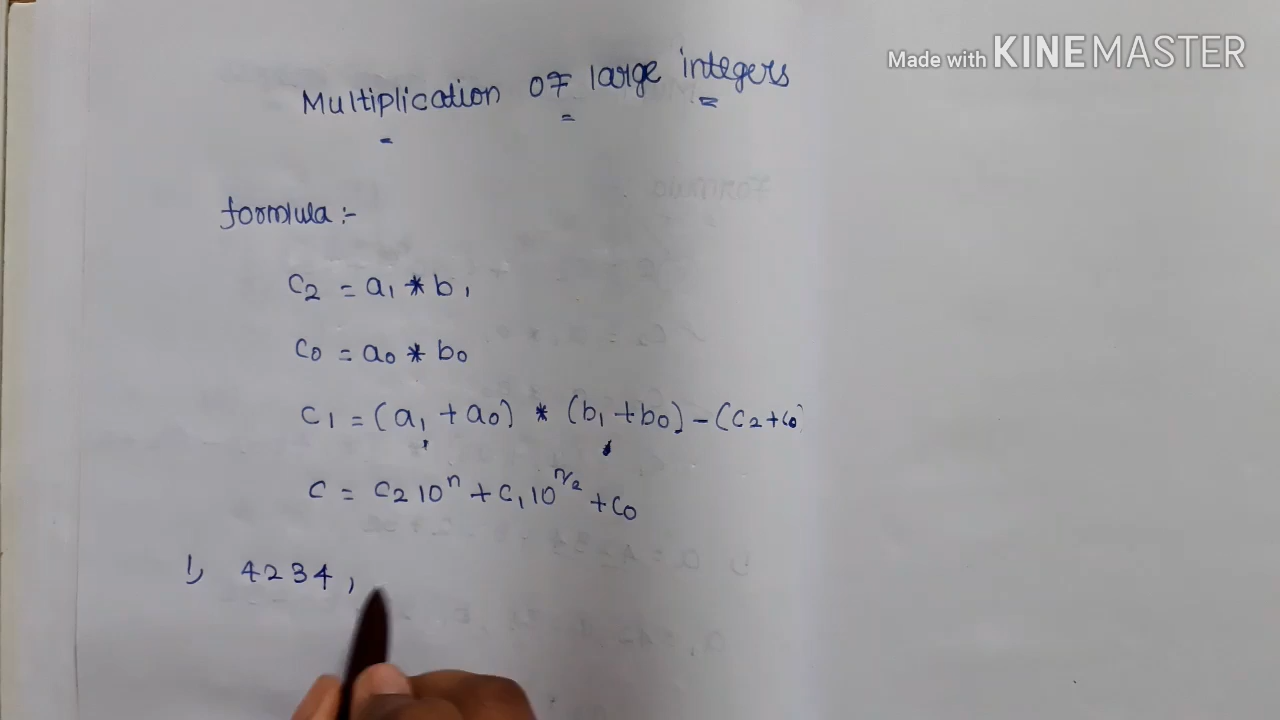 Made with KINEMASTER
Multiplication of large integers
formula :-
C2 = a1 * b1
C0 = a0 * b0
C1 = (a1 + a0) * (b1 + b0) - (C2 + C0)
C = C2 10^n + C1 10^n/2 + C0
1) 4234,